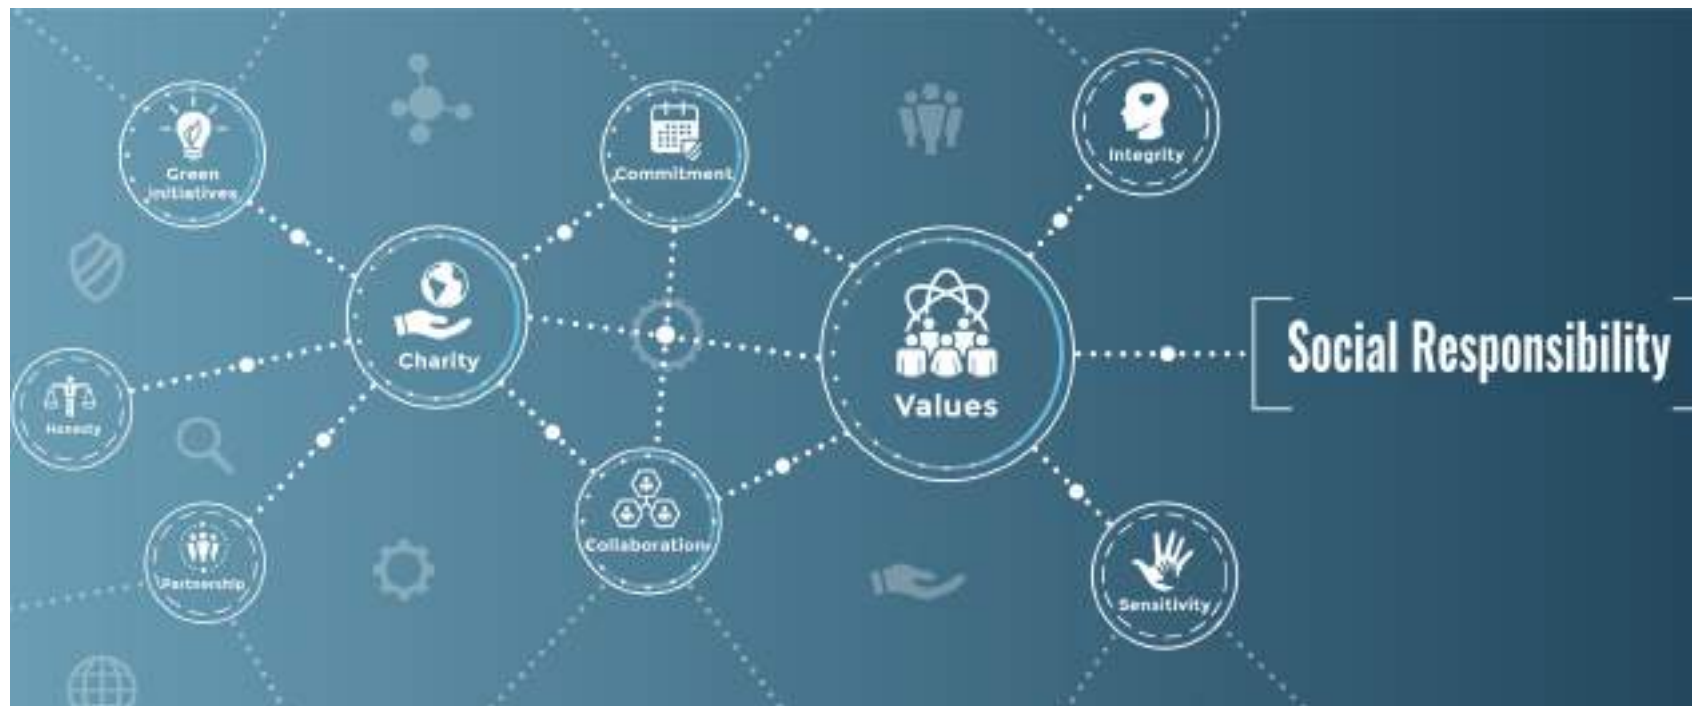 Green
initiatives
Commitment
Integrity
Charity
Values
Social Responsibility
Honesty
Partnership
Collaboration
Sensitivity